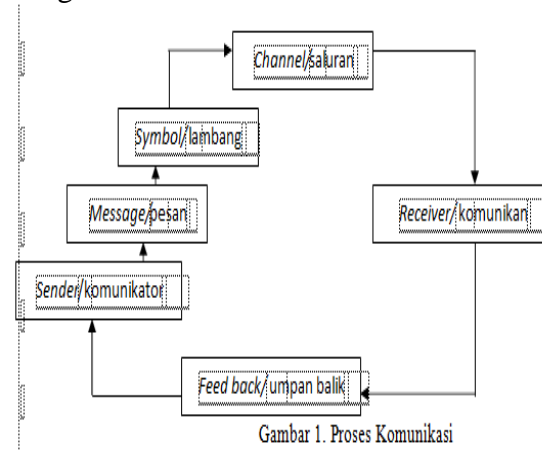 Channel/saluran
Symbol/lambang
Message/pesan
Receiver/ komunikan
Sender/komunikator
Feed back/ umpan balik
Gambar 1. Proses Komunikasi